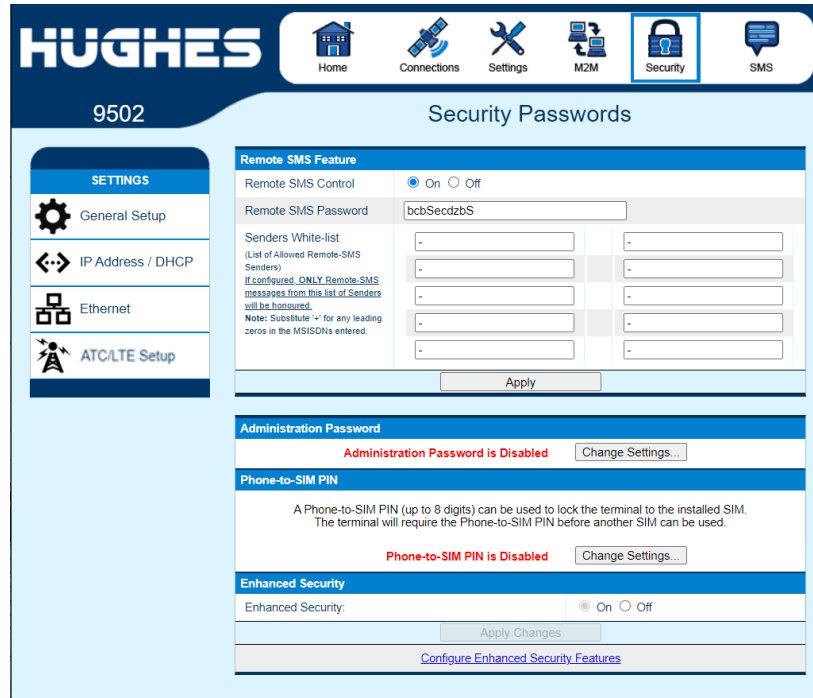 HUGHES
Home
Connections
Settings
M2M
Security
SMS
9502
Security Passwords
SETTINGS
General Setup
IP Address / DHCP
Ethernet
ATC/LTE Setup
Remote SMS Feature
Remote SMS Control
On Off
Remote SMS Password
bcbSecdzbS
Senders White-list
(List of Allowed Remote-SMS
Senders)
If configured, ONLY Remote-SMS
messages from this list of Senders
will be honoured.
Note: Substitute '+' for any leading
zeros in the MSISDNs entered.
- -
- -
- -
- -
- -
Apply
Administration Password
Administration Password is Disabled Change Settings...
Phone-to-SIM PIN
A Phone-to-SIM PIN (up to 8 digits) can be used to lock the terminal to the installed SIM.
The terminal will require the Phone-to-SIM PIN before another SIM can be used.
Phone-to-SIM PIN is Disabled Change Settings...
Enhanced Security
Enhanced Security: On Off
Apply Changes
Configure Enhanced Security Features